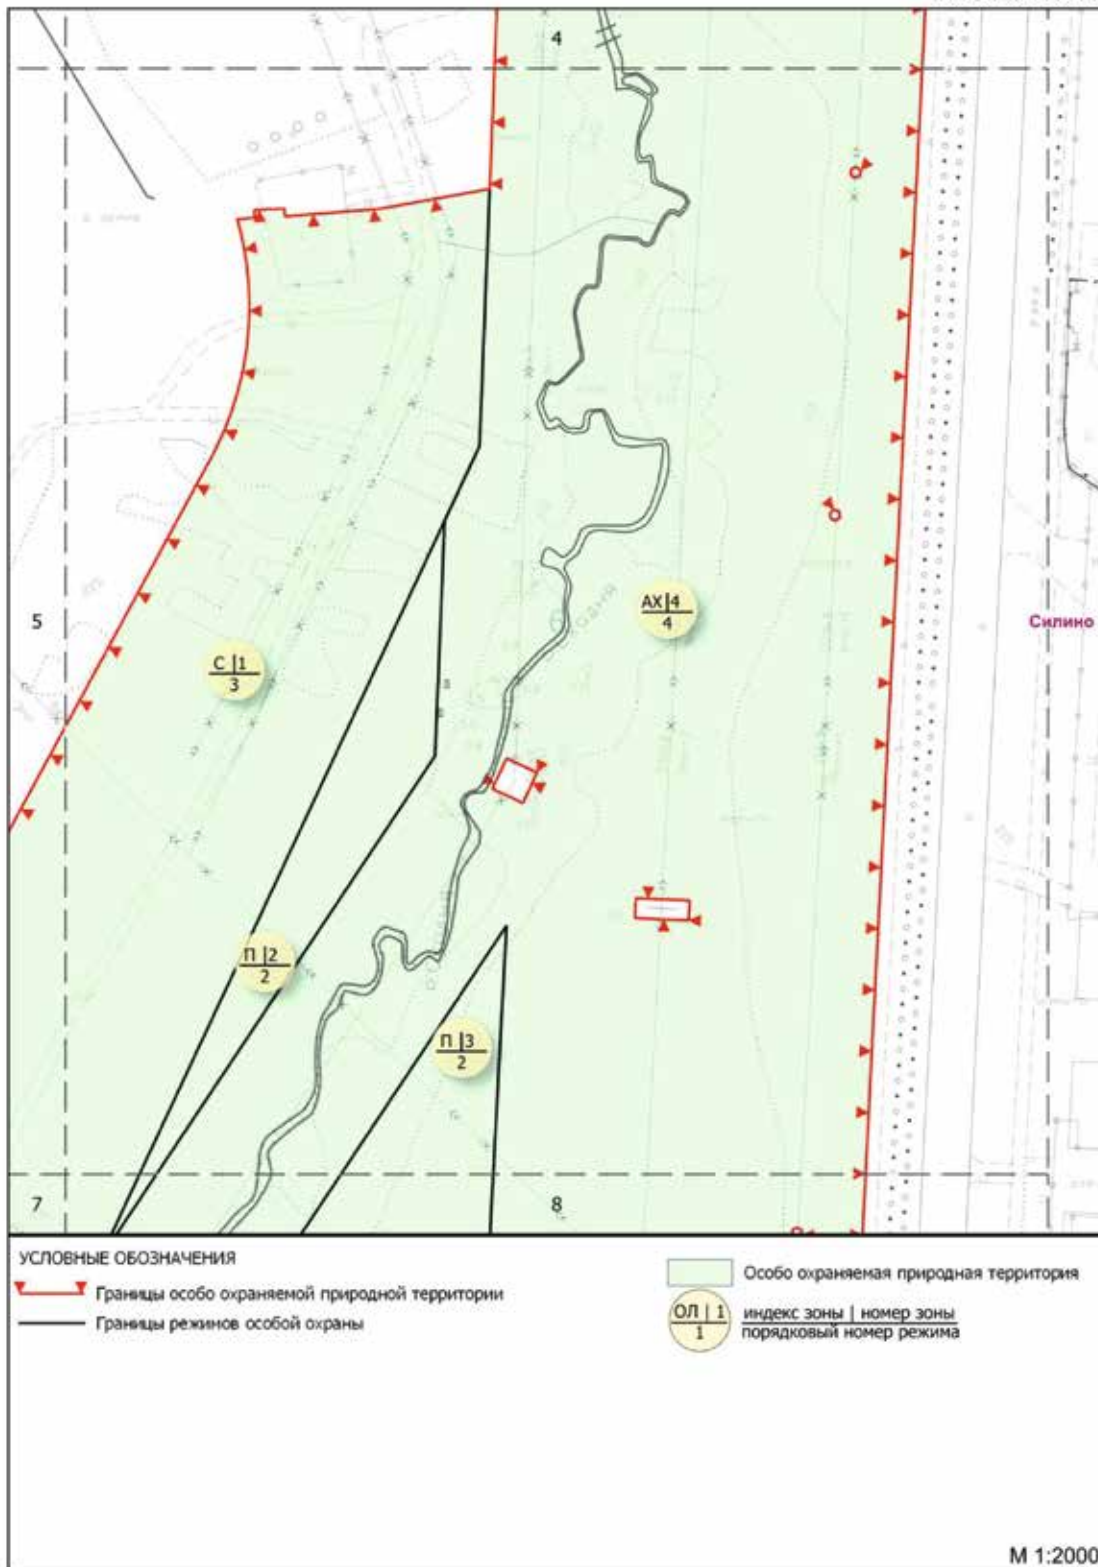 4
5
Силино
С |1
3
АХ|4
4
П |2
2
П |3
2
7
8
УСЛОВНЫЕ ОБОЗНАЧЕНИЯ
Границы особо охраняемой природной территории
Границы режимов особой охраны
Особо охраняемая природная территория
ОЛ | 1
1
индекс зоны | номер зоны
порядковый номер режима
М 1:2000